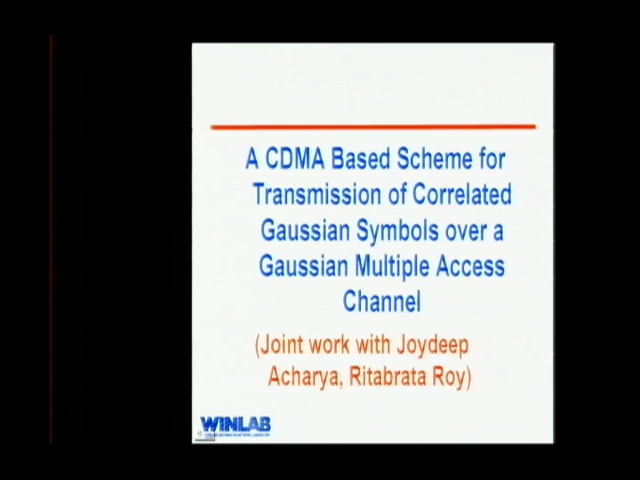 A CDMA Based Scheme for
Transmission of Correlated
Gaussian Symbols over a
Gaussian Multiple Access
Channel
(Joint work with Joydeep
Acharya, Ritabrata Roy)
WINLAB